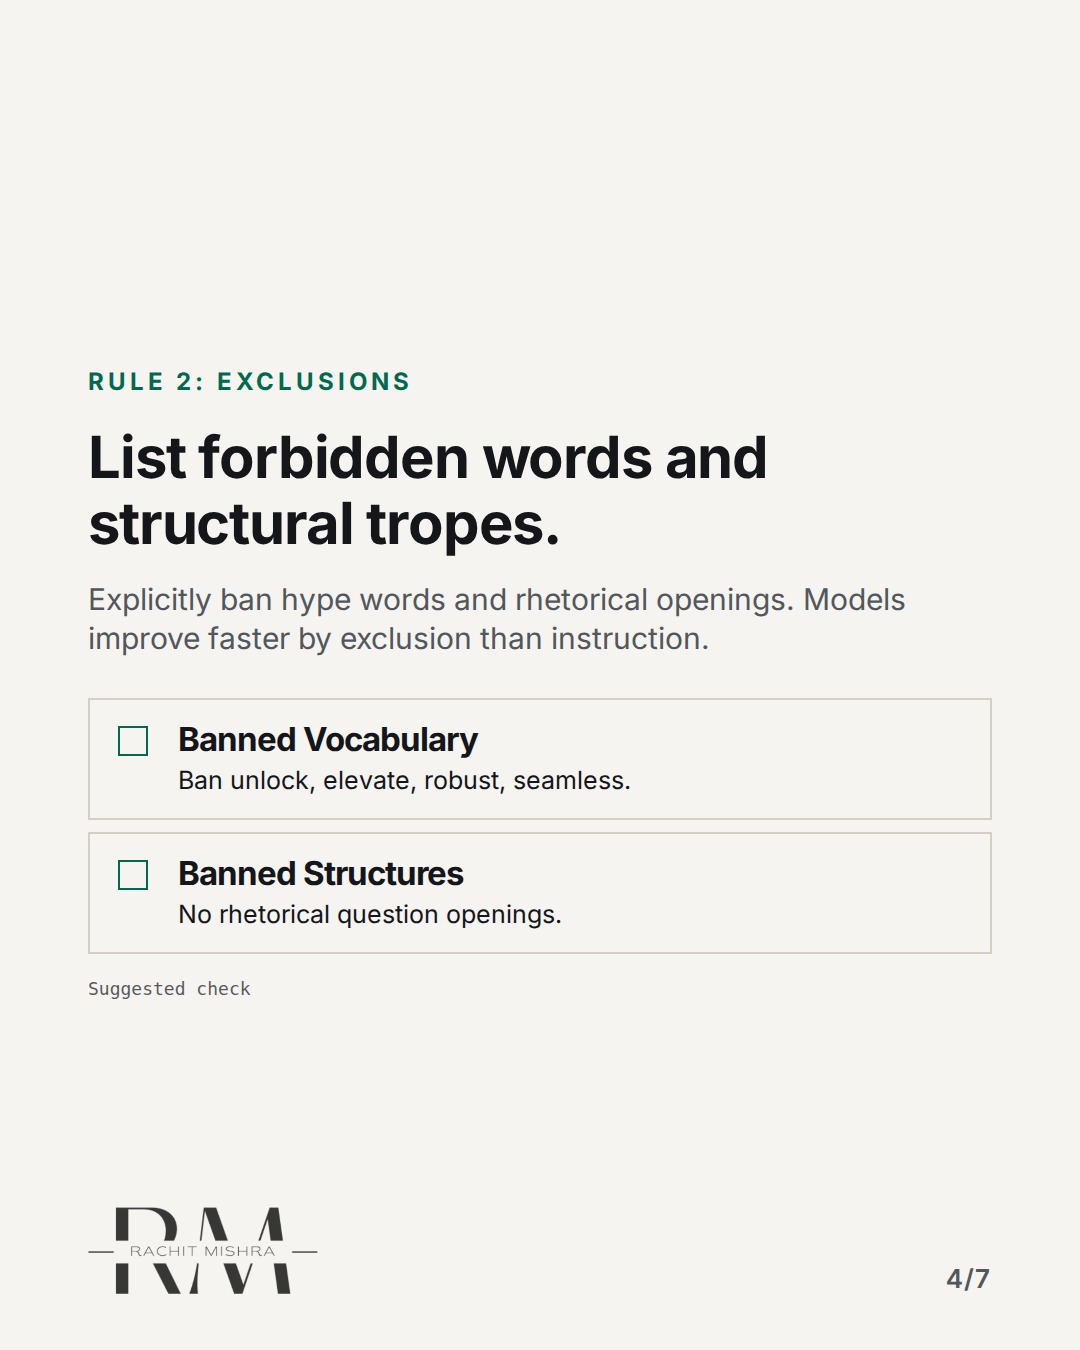 RULE 2: EXCLUSIONS
List forbidden words and
structural tropes.
Explicitly ban hype words and rhetorical openings. Models
improve faster by exclusion than instruction.
Banned Vocabulary
Ban unlock, elevate, robust, seamless.
Banned Structures
No rhetorical question openings.
Suggested check
RM
RACHIT MISHRA
4/7